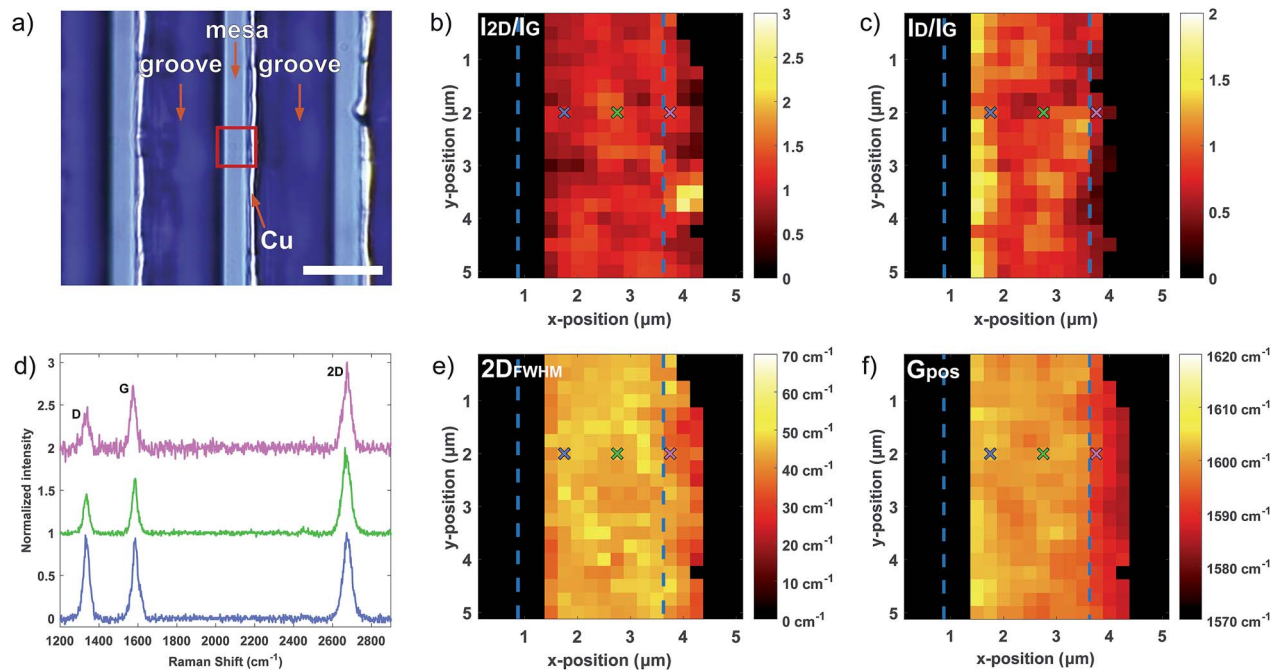 a)
mesa
groove
groove
Cu
b)
I2D/IG
3
2.5
2
1.5
1
0.5
0
1
2
3
4
5
y-position (µm)
1 2 3 4 5
x-position (µm)
c)
ID/IG
2
1.5
1
0.5
0
1
2
3
4
5
y-position (µm)
1 2 3 4 5
x-position (µm)
d)
3
2.5
2
1.5
1
0.5
0
Normalized intensity
D
G
2D
1200 1400 1600 1800 2000 2200 2400 2600 2800
Raman Shift (cm-1)
e)
2DFWHM
70 cm-1
60 cm-1
50 cm-1
40 cm-1
30 cm-1
20 cm-1
10 cm-1
0 cm-1
1
2
3
4
5
y-position (µm)
1 2 3 4 5
x-position (µm)
f)
Gpos
1620 cm-1
1610 cm-1
1600 cm-1
1590 cm-1
1580 cm-1
1570 cm-1
1
2
3
4
5
y-position (µm)
1 2 3 4 5
x-position (µm)